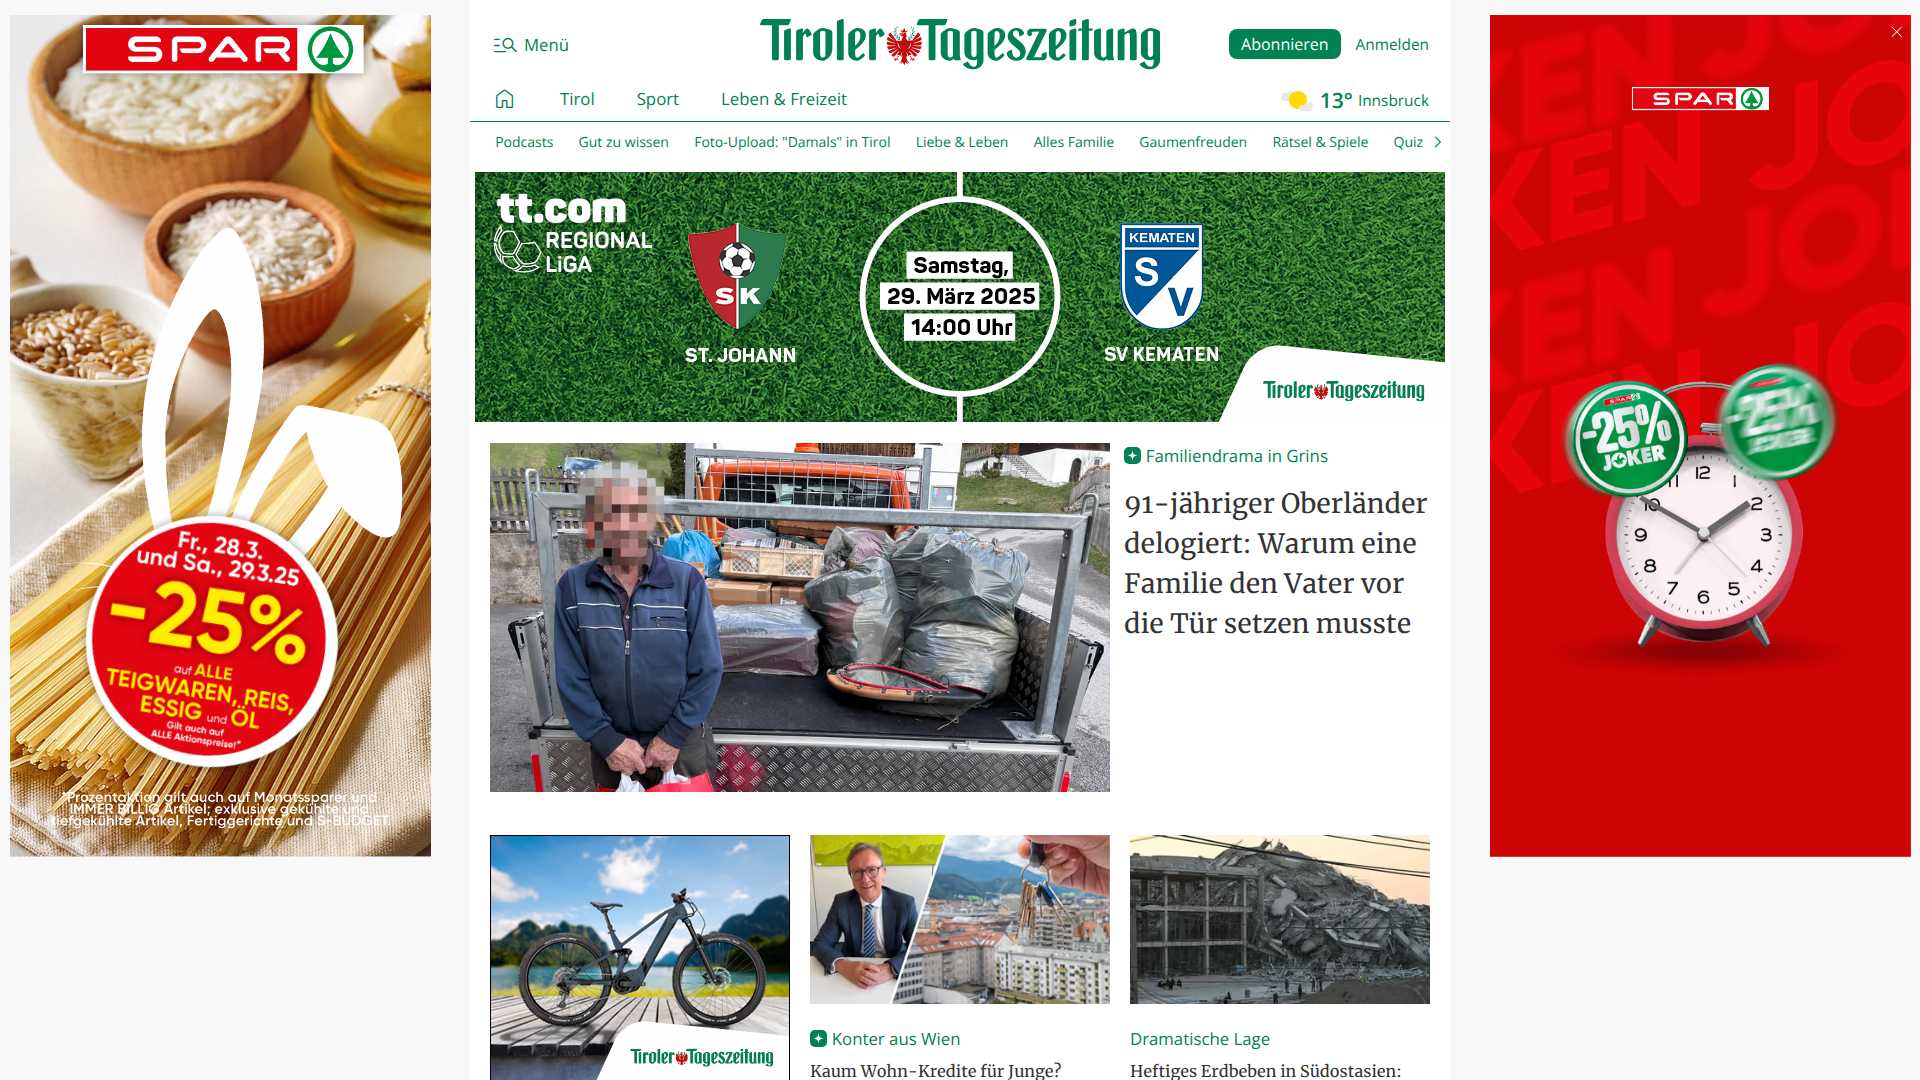 SPAR
Fr., 28.3.
und Sa., 29.3.25
-25%
auf ALLE
TEIGWAREN, REIS,
ESSIG und ÖL
Gilt auch auf
ALLE Aktionspreise!*
*Prozentaktion gilt auch auf Monatssparer und
IMMER BILLIG Artikel; exklusive gekühlte und
tiefgekühlte Artikel, Fertiggerichte und S-BUDGET.
Menü
Tiroler Tageszeitung
Abonnieren
Anmelden
Tirol
Sport
Leben & Freizeit
13° Innsbruck
Podcasts
Gut zu wissen
Foto-Upload: "Damals" in Tirol
Liebe & Leben
Alles Familie
Gaumenfreuden
Rätsel & Spiele
Quiz
tt.com
REGIONAL
LiGA
SK
ST. JOHANN
Samstag,
29. März 2025
14:00 Uhr
KEMATEN
S
V
SV KEMATEN
Tiroler Tageszeitung
Familiendrama in Grins
91-jähriger Oberländer
delogiert: Warum eine
Familie den Vater vor
die Tür setzen musste
Tiroler Tageszeitung
Konter aus Wien
Kaum Wohn-Kredite für Junge?
Dramatische Lage
Heftiges Erdbeben in Südostasien:
SPAR
KEN JO
KEN JO
KEN JOK
KEN JO
SPAR
-25%
JOKER
-25%
JOKER
12
11
10
2
9
3
8
4
7
6
5